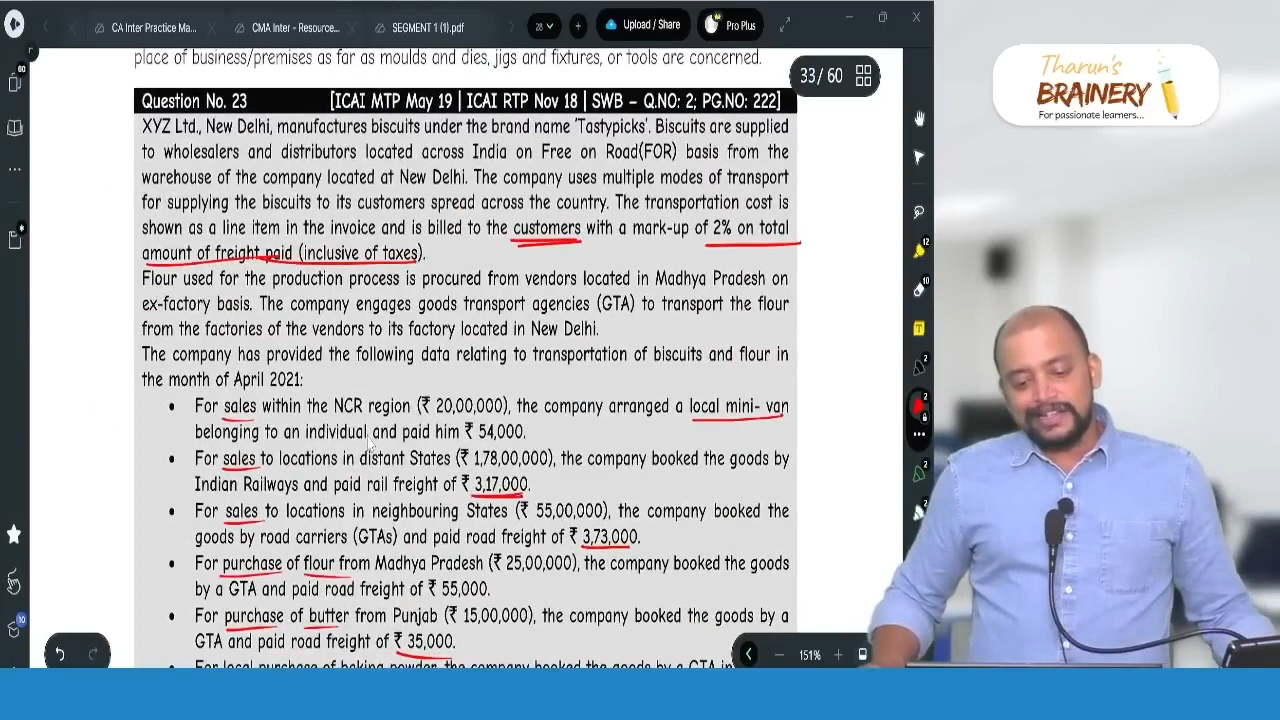 CA Inter Practice Ma...
CMA Inter - Resource...
SEGMENT 1 (1).pdf
28
Upload / Share
Pro Plus
place of business/premises as far as moulds and dies, jigs and fixtures, or tools are concerned.
33/60
Question No. 23 [ICAI MTP May 19 | ICAI RTP Nov 18 | SWB – Q.NO: 2; PG.NO: 222]
XYZ Ltd., New Delhi, manufactures biscuits under the brand name 'Tastypicks'. Biscuits are supplied
to wholesalers and distributors located across India on Free on Road(FOR) basis from the
warehouse of the company located at New Delhi. The company uses multiple modes of transport
for supplying the biscuits to its customers spread across the country. The transportation cost is
shown as a line item in the invoice and is billed to the customers with a mark-up of 2% on total
amount of freight paid (inclusive of taxes).
Flour used for the production process is procured from vendors located in Madhya Pradesh on
ex-factory basis. The company engages goods transport agencies (GTA) to transport the flour
from the factories of the vendors to its factory located in New Delhi.
The company has provided the following data relating to transportation of biscuits and flour in
the month of April 2021:
• For sales within the NCR region (₹ 20,00,000), the company arranged a local mini- van
belonging to an individual and paid him ₹ 54,000.
• For sales to locations in distant States (₹ 1,78,00,000), the company booked the goods by
Indian Railways and paid rail freight of ₹ 3,17,000.
• For sales to locations in neighbouring States (₹ 55,00,000), the company booked the
goods by road carriers (GTAs) and paid road freight of ₹ 3,73,000.
• For purchase of flour from Madhya Pradesh (₹ 25,00,000), the company booked the goods
by a GTA and paid road freight of ₹ 55,000.
• For purchase of butter from Punjab (₹ 15,00,000), the company booked the goods by a
GTA and paid road freight of ₹ 35,000.
For local purchase of baking powder, the company booked the goods by a GTA in
151%
Tharun's
BRAINERY
For passionate learners...